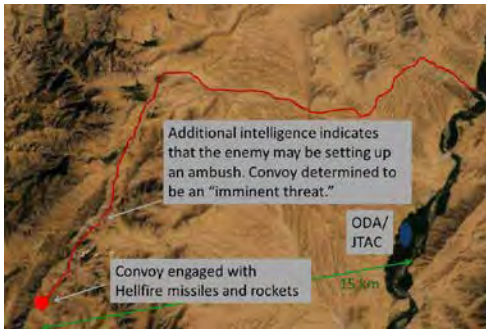 Additional intelligence indicates
that the enemy may be setting up
an ambush. Convoy determined to
be an “imminent threat.”
ODA/
JTAC
Convoy engaged with
Hellfire missiles and rockets
15 km